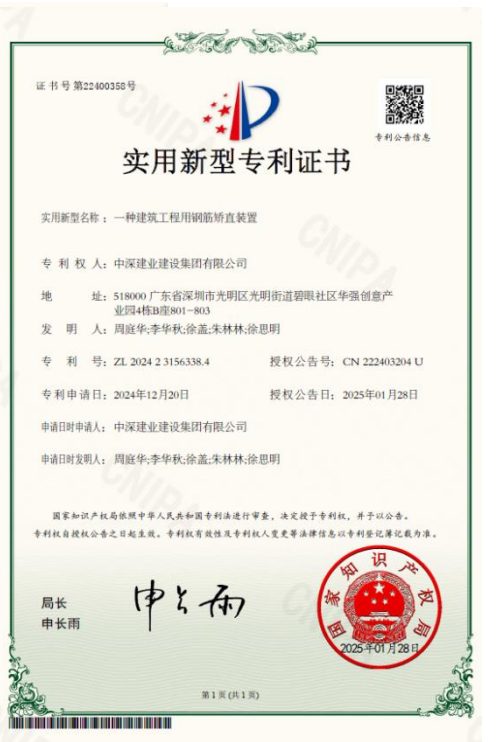 证书号第22400358号
专利公告信息
实用新型专利证书
实用新型名称：一种建筑工程用钢筋矫直装置
专利权人：中深建业建设集团有限公司
地址：518000 广东省深圳市光明区光明街道碧眼社区华强创意产
业园4栋B座801-803
发明人：周庭华;李华秋;徐盖;朱林林;徐思明
专利号：ZL 2024 2 3156338.4 授权公告号：CN 222403204 U
专利申请日：2024年12月20日 授权公告日：2025年01月28日
申请日时申请人：中深建业建设集团有限公司
申请日时发明人：周庭华;李华秋;徐盖;朱林林;徐思明
国家知识产权局依照中华人民共和国专利法进行审查，决定授予专利权，并予以公告。
专利权自授权公告之日起生效。专利权有效性及专利权人变更等法律信息以专利登记簿记载为准。
局长
申长雨
申长雨
国家知识产权局
2025年01月28日
第1页(共1页)
CNIPA
CNIPA
CNIPA